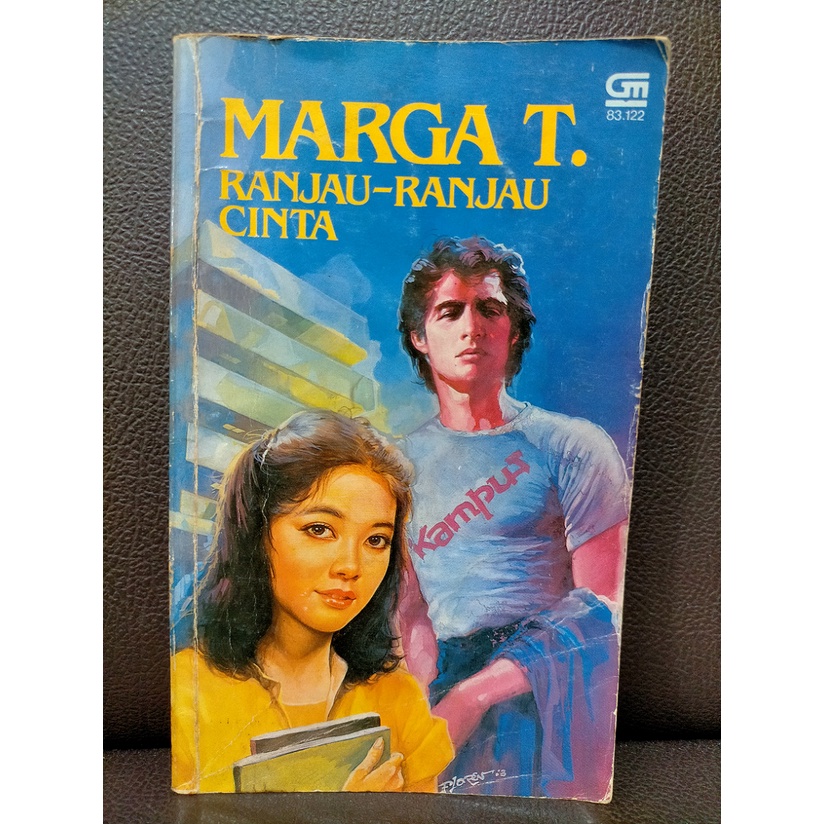 MARGA T.
RANJAU-RANJAU
CINTA
GM
83.122
Kampus